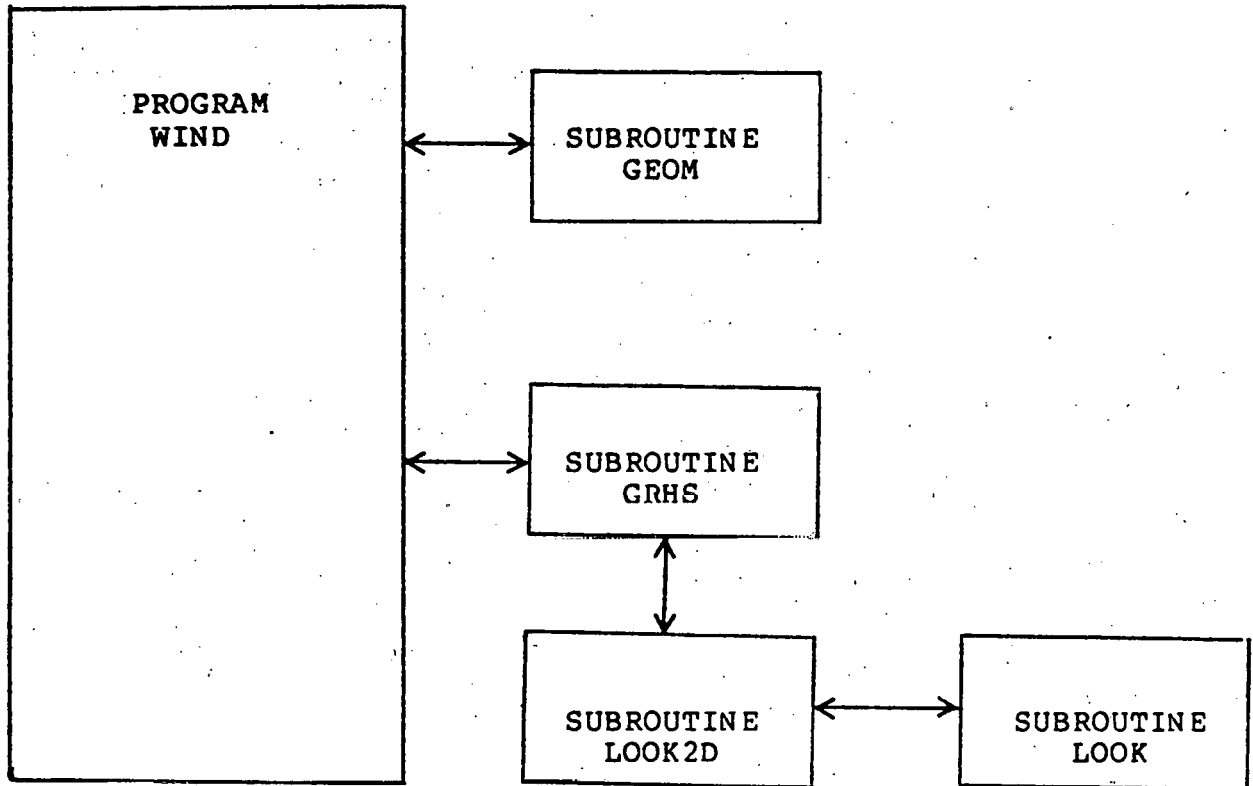 PROGRAM
WIND
SUBROUTINE
GEOM
SUBROUTINE
GRHS
SUBROUTINE
LOOK2D
SUBROUTINE
LOOK